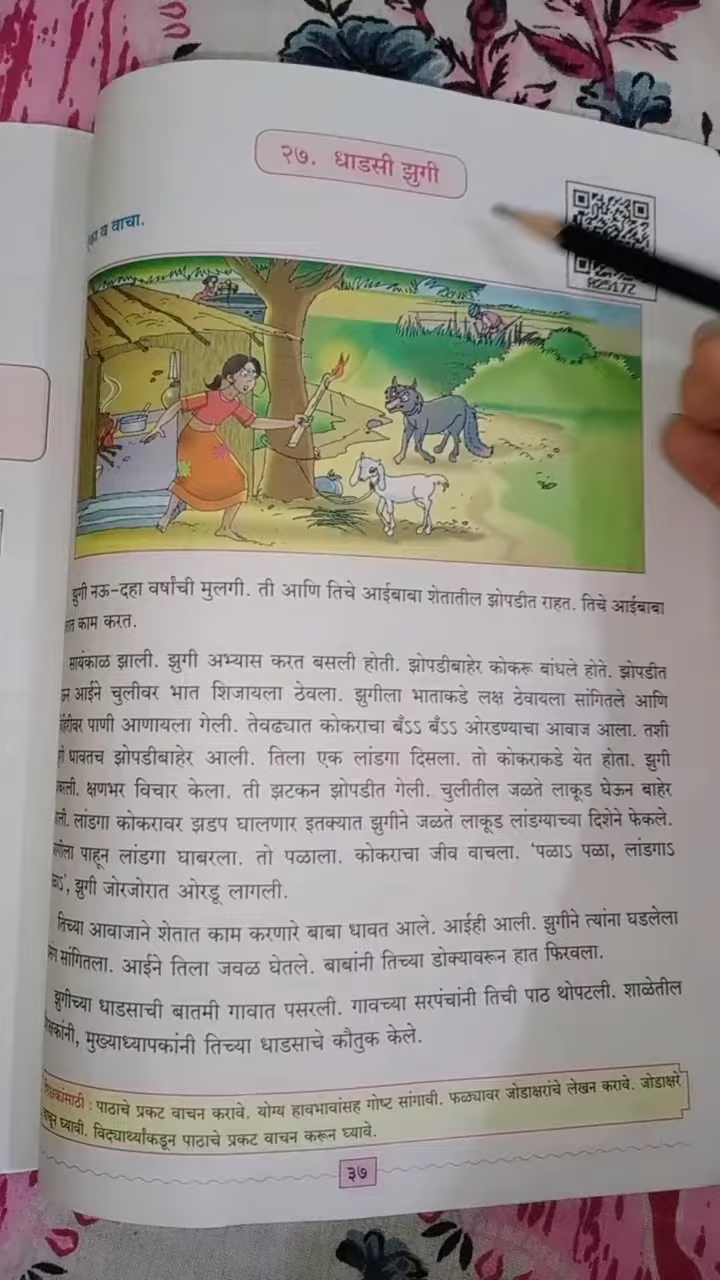 २७. धाडसी झुगी
व वाचा.
R2S1TZ
झुगी नऊ-दहा वर्षांची मुलगी. ती आणि तिचे आईबाबा शेतातील झोपडीत राहत. तिचे आईबाबा
काम करत.
सायंकाळ झाली. झुगी अभ्यास करत बसली होती. झोपडीबाहेर कोकरू बांधले होते. झोपडीत
आईने चुलीवर भात शिजायला ठेवला. झुगीला भाताकडे लक्ष ठेवायला सांगितले आणि
पाणी आणायला गेली. तेवढ्यात कोकराचा बँऽऽ बँऽऽ ओरडण्याचा आवाज आला. तशी
धावतच झोपडीबाहेर आली. तिला एक लांडगा दिसला. तो कोकराकडे येत होता. झुगी
क्षणभर विचार केला. ती झटकन झोपडीत गेली. चुलीतील जळते लाकूड घेऊन बाहेर
लांडगा कोकरावर झडप घालणार इतक्यात झुगीने जळते लाकूड लांडग्याच्या दिशेने फेकले.
पाहून लांडगा घाबरला. तो पळाला. कोकराचा जीव वाचला. ‘पळाऽ पळा, लांडगाऽ
झुगी जोरजोरात ओरडू लागली.
तिच्या आवाजाने शेतात काम करणारे बाबा धावत आले. आईही आली. झुगीने त्यांना घडलेला
सांगितला. आईने तिला जवळ घेतले. बाबांनी तिच्या डोक्यावरून हात फिरवला.
झुगीच्या धाडसाची बातमी गावात पसरली. गावच्या सरपंचांनी तिची पाठ थोपटली. शाळेतील
मुख्याध्यापकांनी तिच्या धाडसाचे कौतुक केले.
: पाठाचे प्रकट वाचन करावे. योग्य हावभावांसह गोष्ट सांगावी. फळ्यावर जोडाक्षरांचे लेखन करावे. जोडाक्षरे
घ्यावी. विद्यार्थ्यांकडून पाठाचे प्रकट वाचन करून घ्यावे.
३७